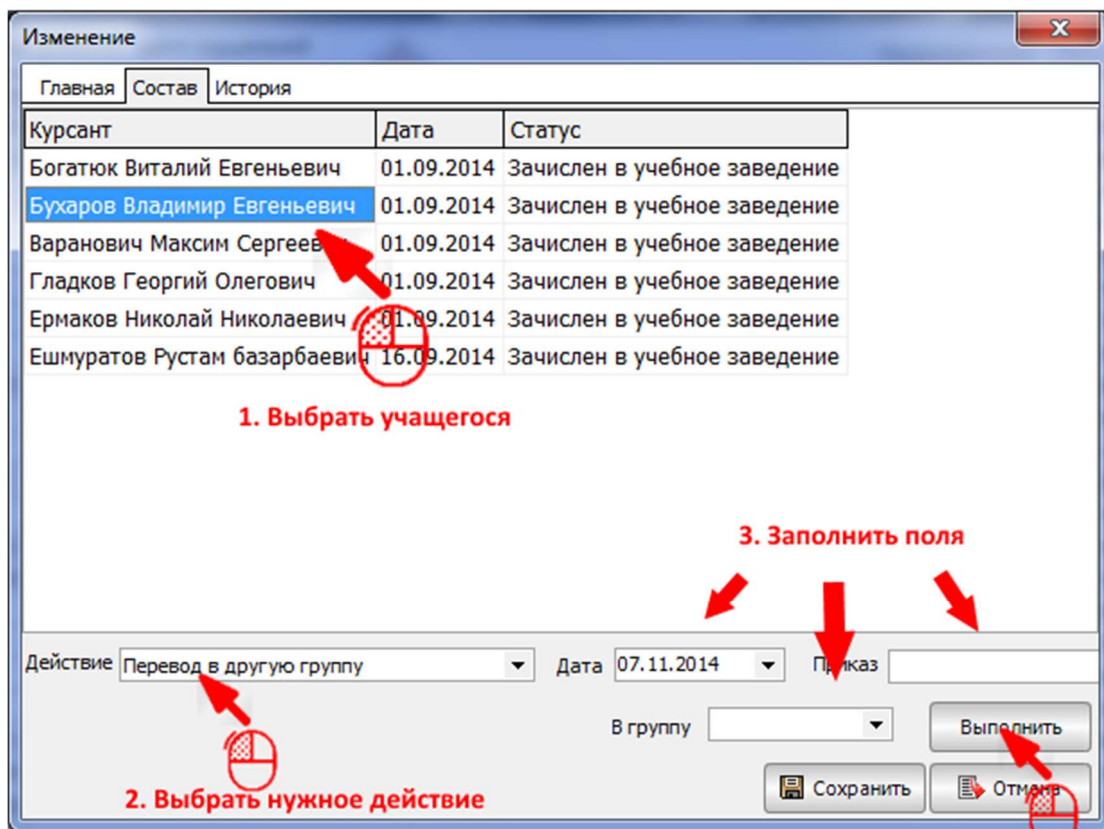 Изменение
Главная Состав История
Курсант Дата Статус
Богатюк Виталий Евгеньевич 01.09.2014 Зачислен в учебное заведение
Бухаров Владимир Евгеньевич 01.09.2014 Зачислен в учебное заведение
Варанович Максим Сергеевич 01.09.2014 Зачислен в учебное заведение
Гладков Георгий Олегович 01.09.2014 Зачислен в учебное заведение
Ермаков Николай Николаевич 01.09.2014 Зачислен в учебное заведение
Ешмуратов Рустам базарбаевич 16.09.2014 Зачислен в учебное заведение
1. Выбрать учащегося
3. Заполнить поля
Действие Перевод в другую группу Дата 07.11.2014 Приказ
В группу Выполнить
2. Выбрать нужное действие
Сохранить Отмена